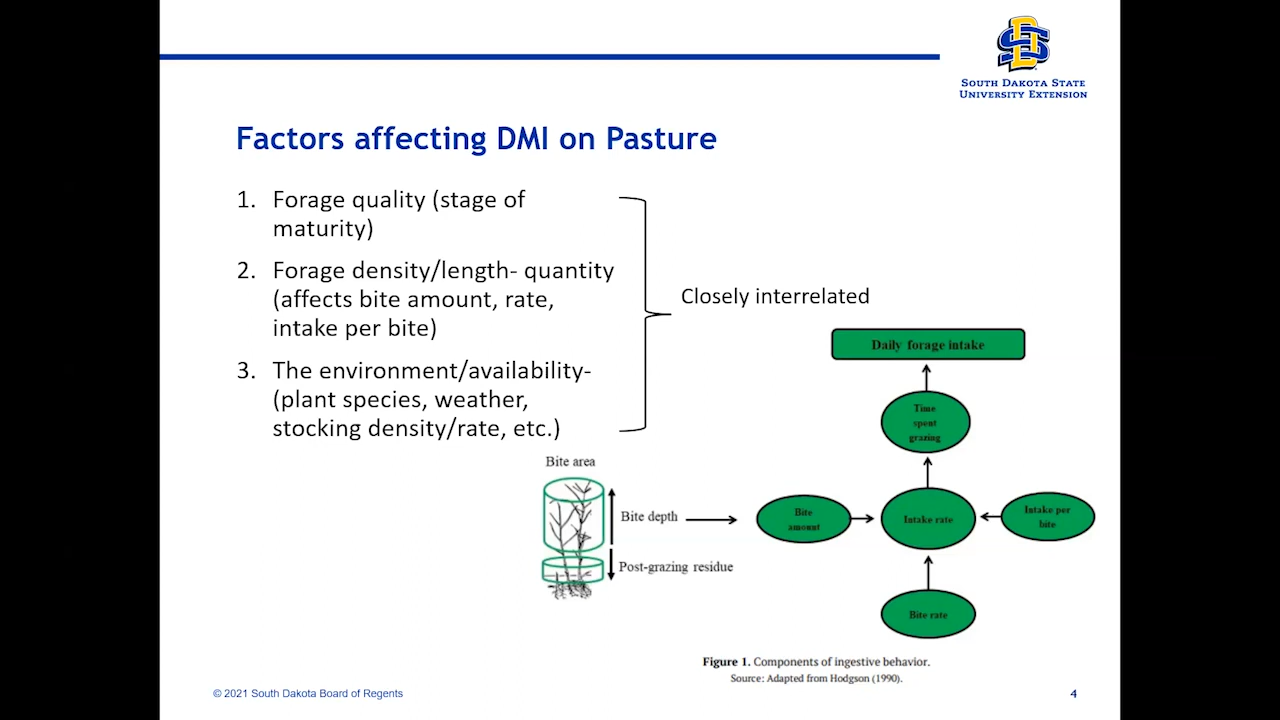 SOUTH DAKOTA STATE
UNIVERSITY EXTENSION
Factors affecting DMI on Pasture
1. Forage quality (stage of
maturity)
2. Forage density/length- quantity
(affects bite amount, rate,
intake per bite)
3. The environment/availability-
(plant species, weather,
stocking density/rate, etc.)
Closely interrelated
Daily forage intake
Time
spent
grazing
Bite area
Bite depth
Post-grazing residue
Bite
amount
Intake rate
Intake per
bite
Bite rate
Figure 1. Components of ingestive behavior.
Source: Adapted from Hodgson (1990).
© 2021 South Dakota Board of Regents
4